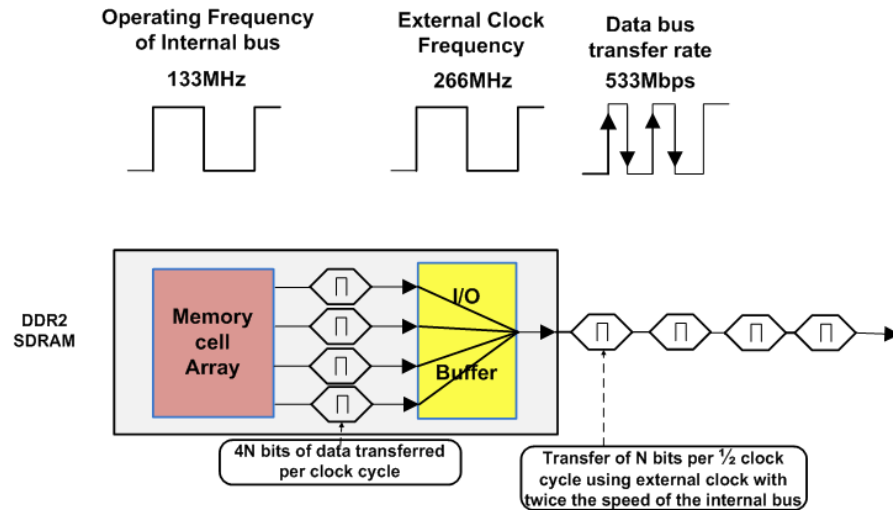 Operating Frequency
of Internal bus
133MHz
External Clock
Frequency
266MHz
Data bus
transfer rate
533Mbps
DDR2
SDRAM
Memory
cell
Array
I/O
Buffer
4N bits of data transferred
per clock cycle
Transfer of N bits per ½ clock
cycle using external clock with
twice the speed of the internal bus